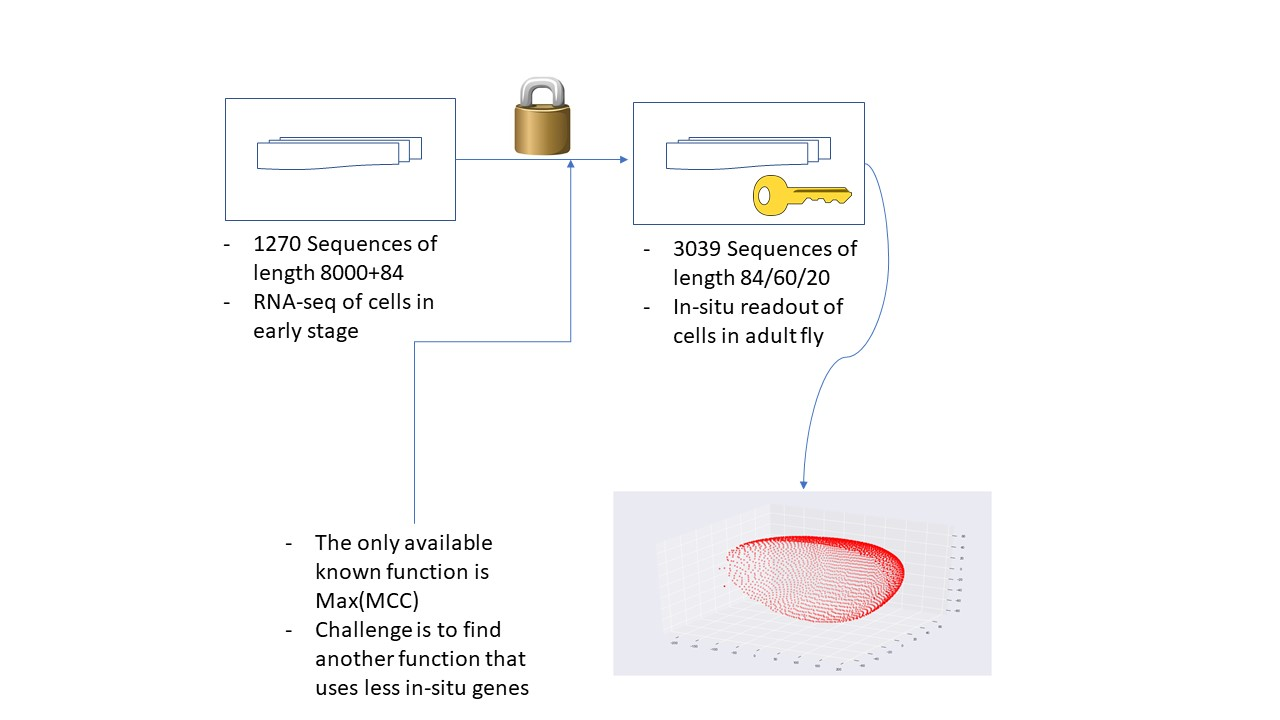 - 1270 Sequences of
length 8000+84
- RNA-seq of cells in
early stage
- 3039 Sequences of
length 84/60/20
- In-situ readout of
cells in adult fly
- The only available
known function is
Max(MCC)
- Challenge is to find
another function that
uses less in-situ genes